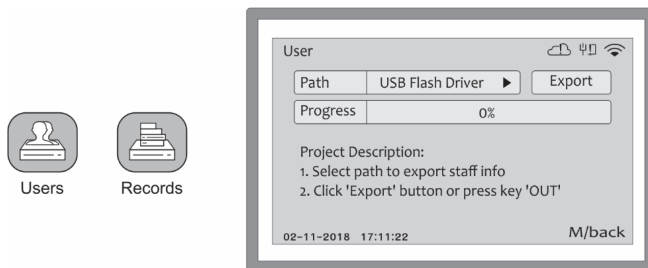 Users
Records
User
Path USB Flash Driver Export
Progress 0%
Project Description:
1. Select path to export staff info
2. Click 'Export' button or press key 'OUT'
02-11-2018 17:11:22 M/back